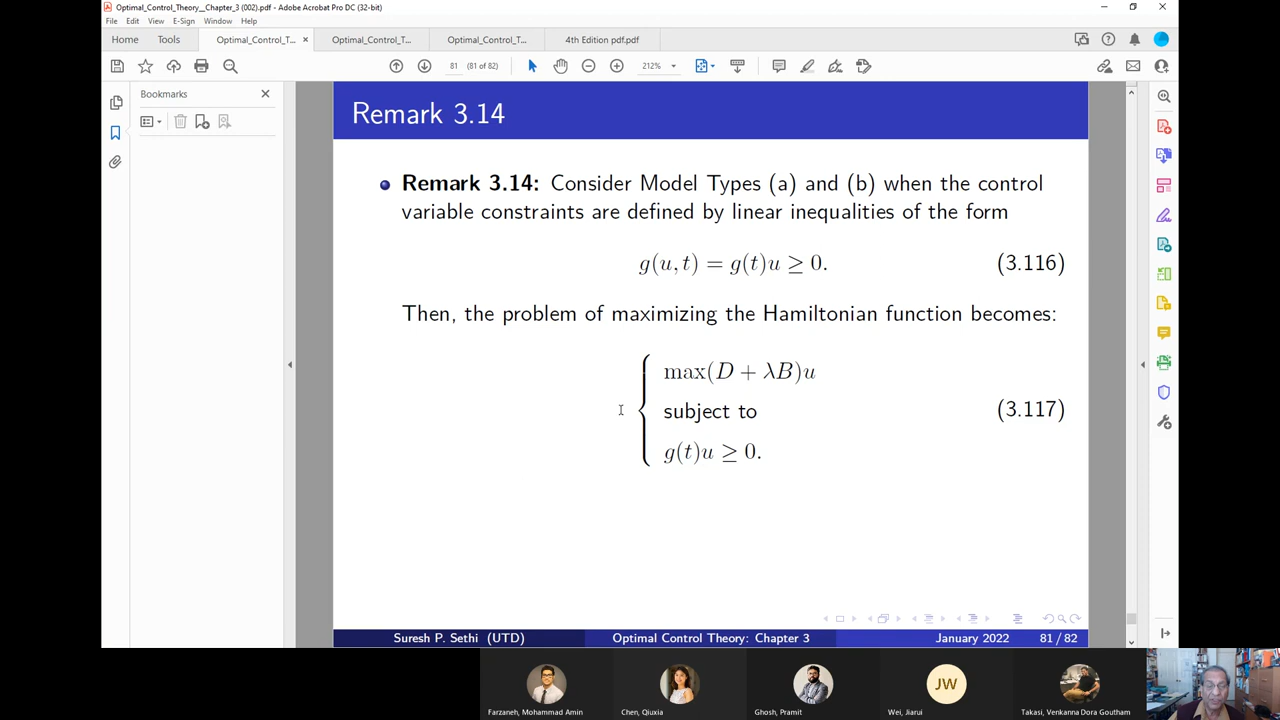 Optimal_Control_Theory__Chapter_3 (002).pdf - Adobe Acrobat Pro DC (32-bit)
File Edit View E-Sign Window Help
Home Tools Optimal_Control_T... × Optimal_Control_T... Optimal_Control_T... 4th Edition pdf.pdf
81 (81 of 82) 212%
Bookmarks
Remark 3.14
Remark 3.14: Consider Model Types (a) and (b) when the control
variable constraints are defined by linear inequalities of the form
g(u, t) = g(t)u ≥ 0. (3.116)
Then, the problem of maximizing the Hamiltonian function becomes:
max(D + λB)u
subject to (3.117)
g(t)u ≥ 0.
Suresh P. Sethi (UTD) Optimal Control Theory: Chapter 3 January 2022 81 / 82
JW
Farzaneh, Mohammad Amin Chen, Qiuxia Ghosh, Pramit Wei, Jiarui Takasi, Venkanna Dora Goutham